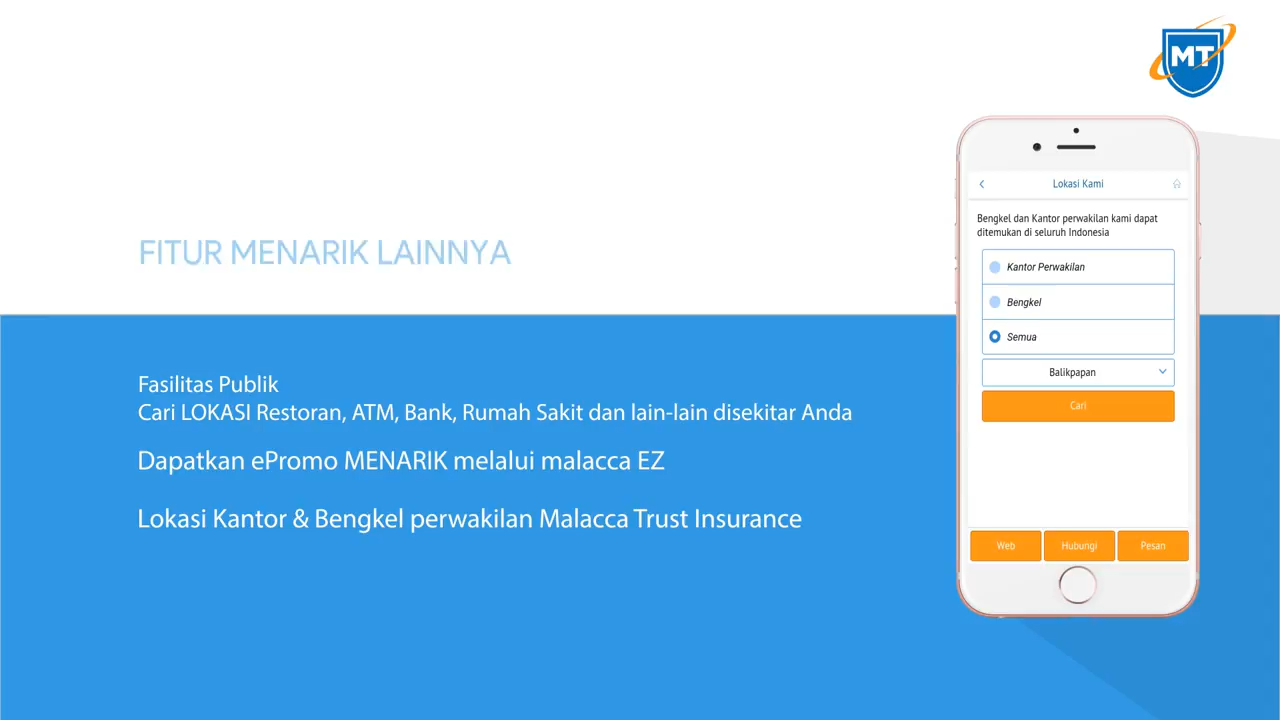 MT
FITUR MENARIK LAINNYA
Fasilitas Publik
Cari LOKASI Restoran, ATM, Bank, Rumah Sakit dan lain-lain disekitar Anda
Dapatkan ePromo MENARIK melalui malacca EZ
Lokasi Kantor & Bengkel perwakilan Malacca Trust Insurance
Lokasi Kami
Bengkel dan Kantor perwakilan kami dapat
ditemukan di seluruh Indonesia
Kantor Perwakilan
Bengkel
Semua
Balikpapan
Cari
Web
Hubungi
Pesan